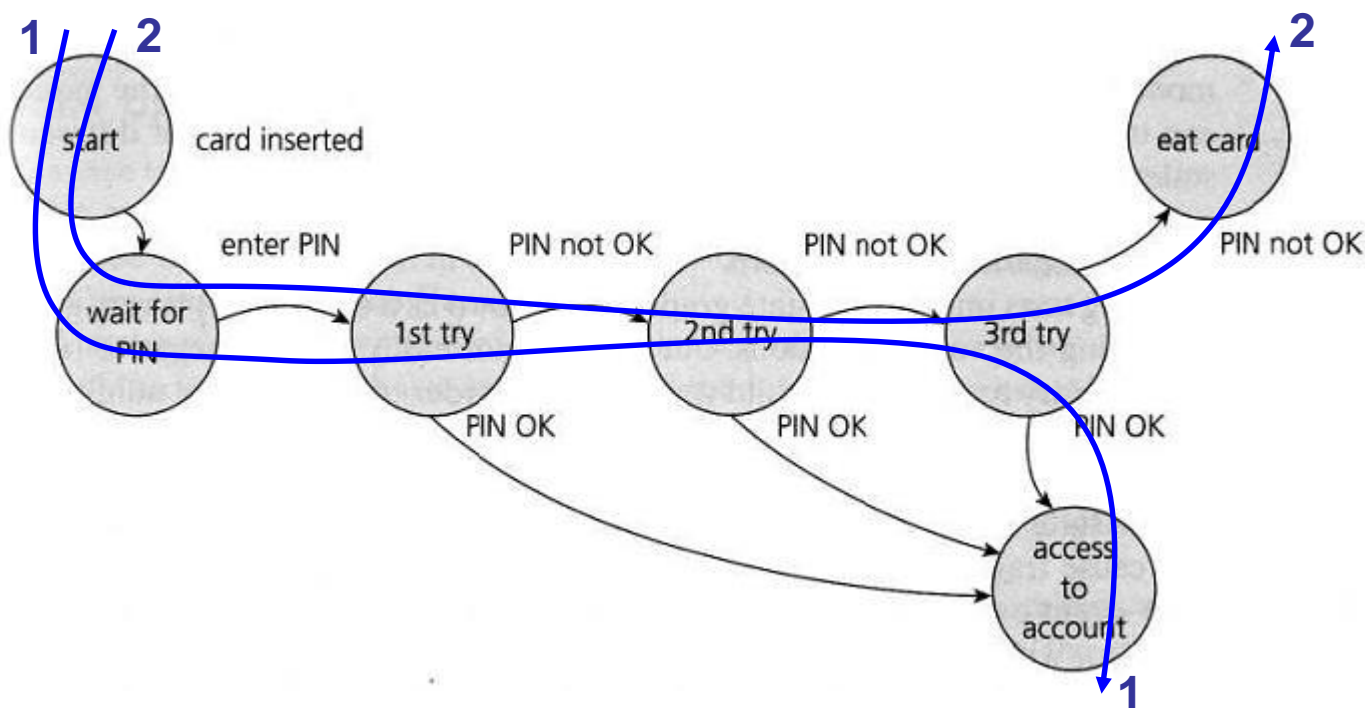 1 2
2
start
card inserted
eat card
enter PIN
PIN not OK
PIN not OK
PIN not OK
wait for
PIN
1st try
2nd try
3rd try
PIN OK
PIN OK
PIN OK
access
to
account
1